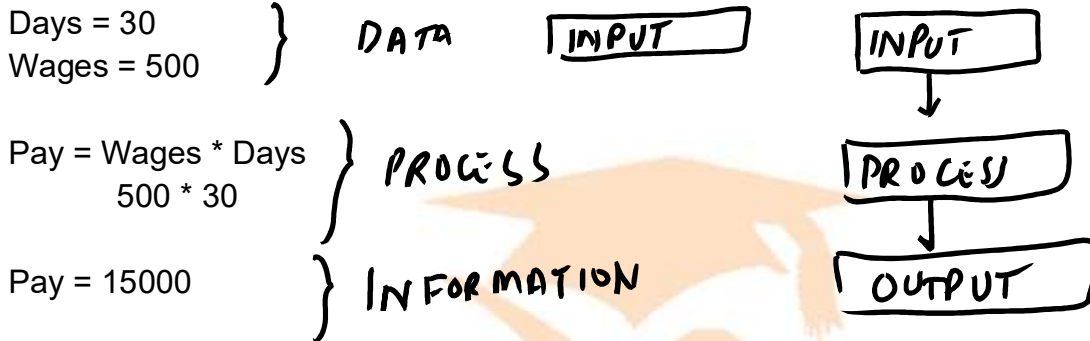 Days = 30
Wages = 500
DATA
INPUT
INPUT
Pay = Wages * Days
500 * 30
PROCESS
PROCESS
Pay = 15000
INFORMATION
OUTPUT